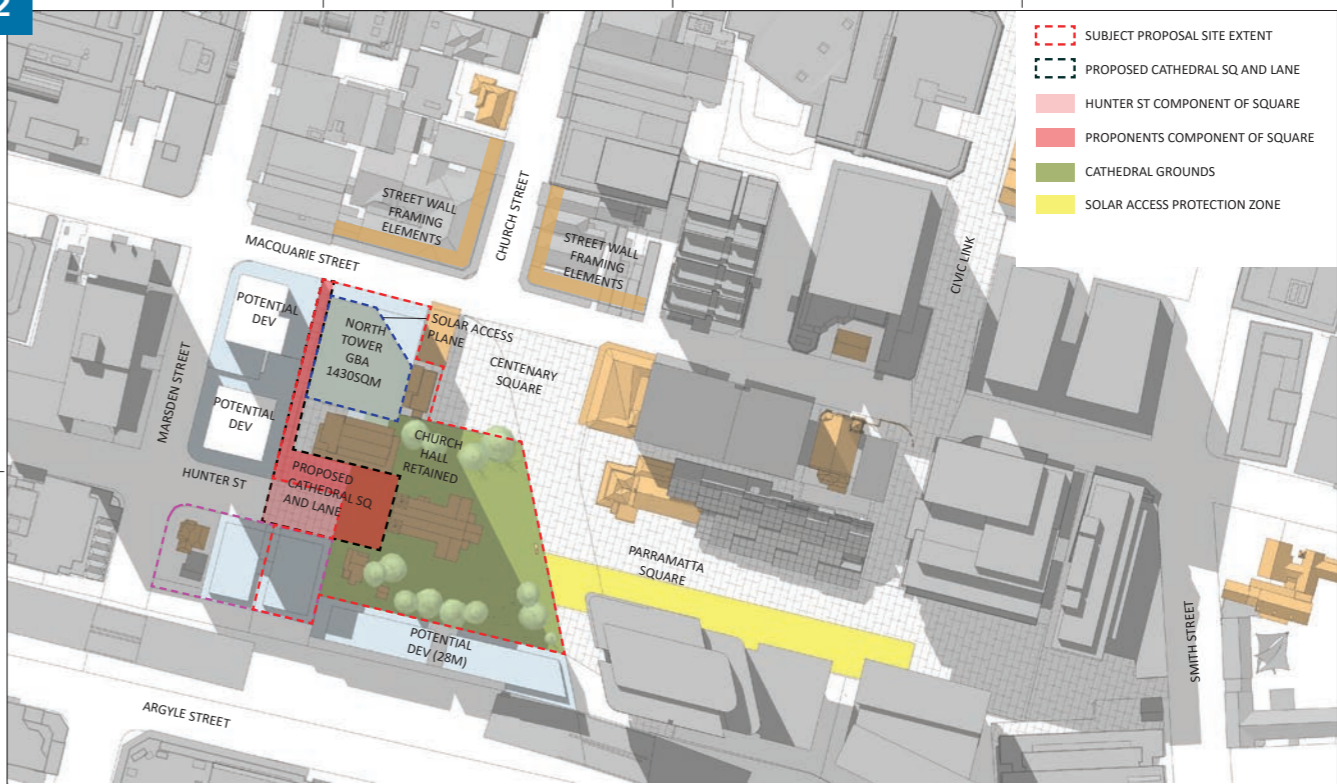 2
SUBJECT PROPOSAL SITE EXTENT
PROPOSED CATHEDRAL SQ AND LANE
HUNTER ST COMPONENT OF SQUARE
PROPONENTS COMPONENT OF SQUARE
CATHEDRAL GROUNDS
SOLAR ACCESS PROTECTION ZONE
STREET WALL
FRAMING
ELEMENTS
CHURCH STREET
STREET WALL
FRAMING
ELEMENTS
MACQUARIE STREET
CIVIC LINK
POTENTIAL
DEV
NORTH
TOWER
GBA
1430SQM
SOLAR ACCESS
PLANE
CENTENARY
SQUARE
MARSDEN STREET
POTENTIAL
DEV
CHURCH
HALL
RETAINED
HUNTER ST
PROPOSED
CATHEDRAL SQ
AND LANE
PARRAMATTA
SQUARE
POTENTIAL
DEV (28M)
SMITH STREET
ARGYLE STREET